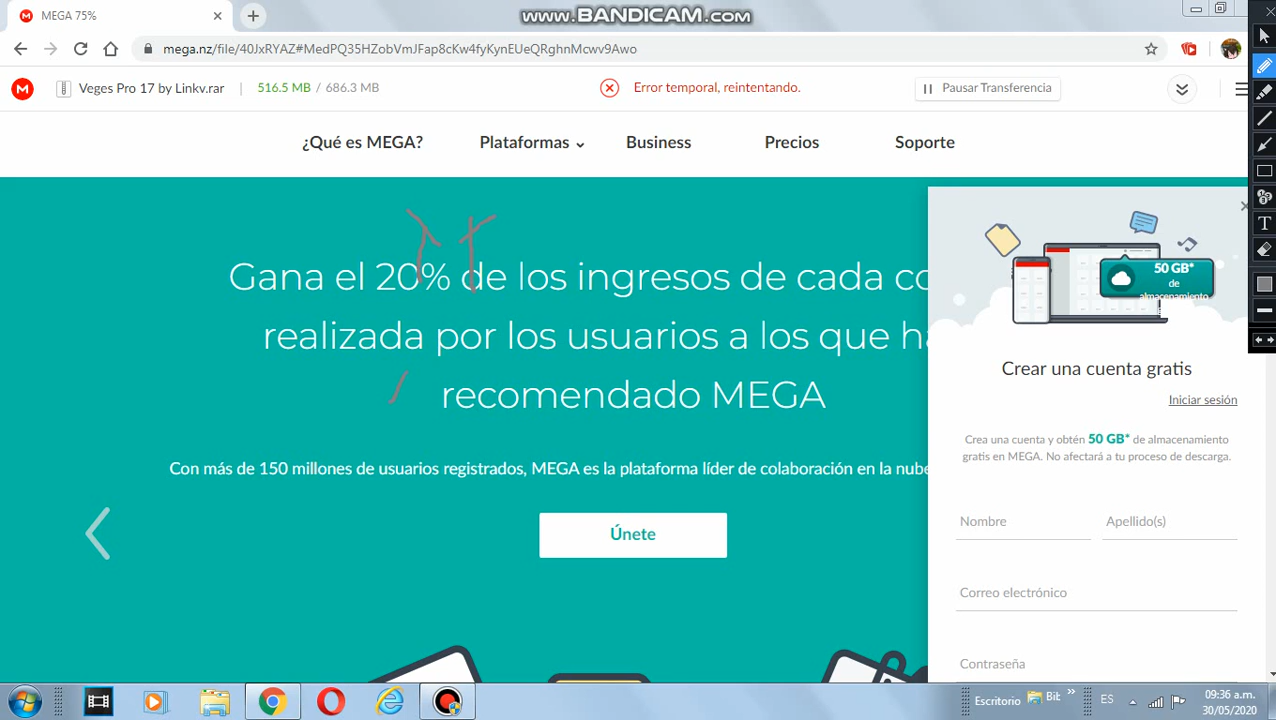 MEGA 75%
www.BANDICAM.com
mega.nz/file/40JxRYAZ#MedPQ35HZobVmJFap8cKw4fyKynEUeQRghnMcwv9Awo
M
Veges Pro 17 by Linkv.rar
516.5 MB / 686.3 MB
Error temporal, reintentando.
Pausar Transferencia
¿Qué es MEGA?
Plataformas
Business
Precios
Soporte
Gana el 20% de los ingresos de cada co
realizada por los usuarios a los que ha
recomendado MEGA
Con más de 150 millones de usuarios registrados, MEGA es la plataforma líder de colaboración en la nube
Únete
50 GB*
de
almacenamiento
Crear una cuenta gratis
Iniciar sesión
Crea una cuenta y obtén 50 GB* de almacenamiento
gratis en MEGA. No afectará a tu proceso de descarga.
Nombre
Apellido(s)
Correo electrónico
Contraseña
T
Escritorio
Bib
ES
09:36 a.m.
30/05/2020